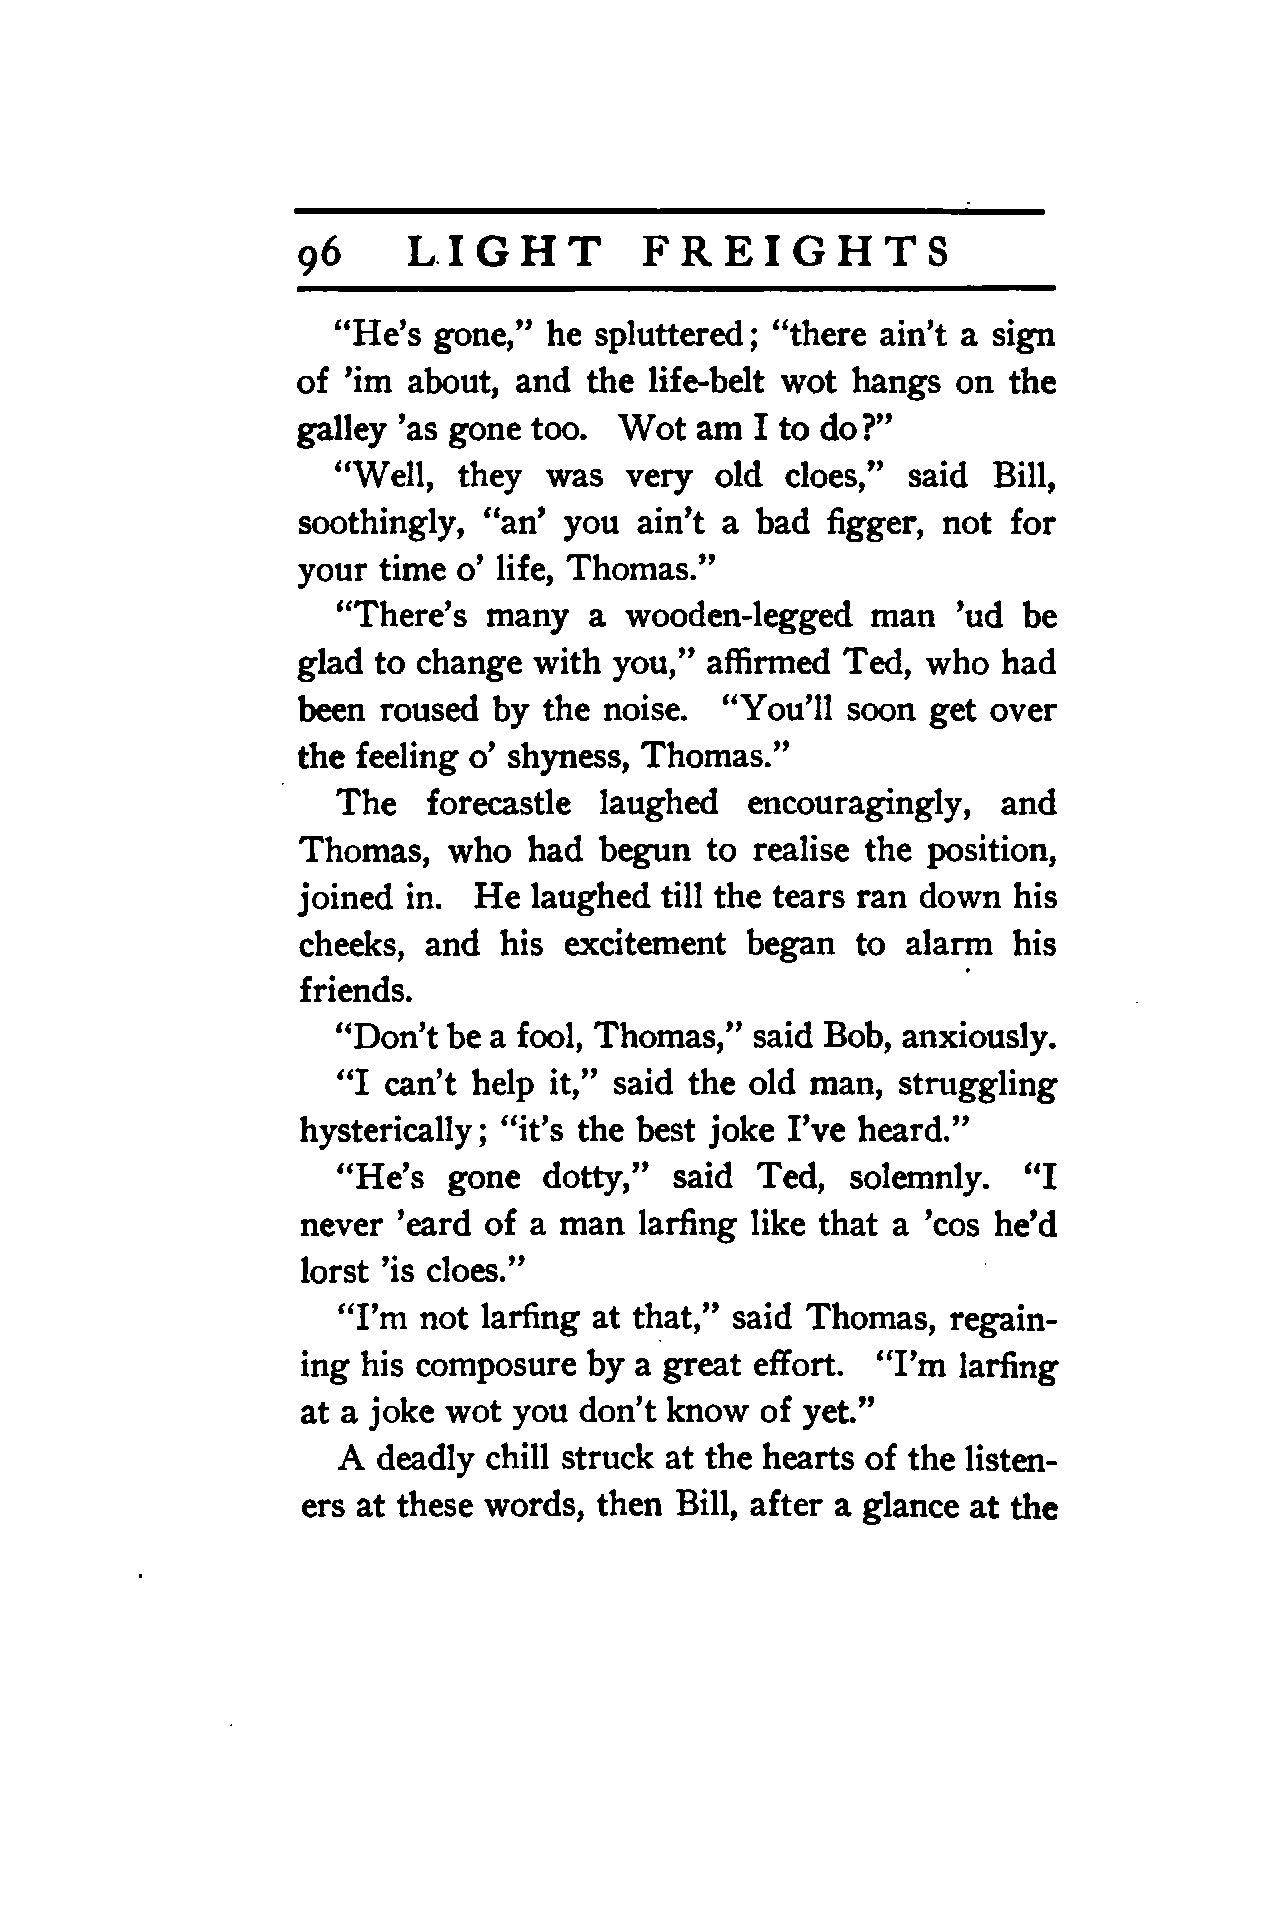 96 LIGHT FREIGHTS
"He's gone," he spluttered; "there ain't a sign
of 'im about, and the life-belt wot hangs on the
galley 'as gone too. Wot am I to do?"
"Well, they was very old cloes," said Bill,
soothingly, "an' you ain't a bad figger, not for
your time o' life, Thomas."
"There's many a wooden-legged man 'ud be
glad to change with you," affirmed Ted, who had
been roused by the noise. "You'll soon get over
the feeling o' shyness, Thomas."
The forecastle laughed encouragingly, and
Thomas, who had begun to realise the position,
joined in. He laughed till the tears ran down his
cheeks, and his excitement began to alarm his
friends.
"Don't be a fool, Thomas," said Bob, anxiously.
"I can't help it," said the old man, struggling
hysterically; "it's the best joke I've heard."
"He's gone dotty," said Ted, solemnly. "I
never 'eard of a man larfing like that a 'cos he'd
lorst 'is cloes."
"I'm not larfing at that," said Thomas, regain-
ing his composure by a great effort. "I'm larfing
at a joke wot you don't know of yet."
A deadly chill struck at the hearts of the listen-
ers at these words, then Bill, after a glance at the